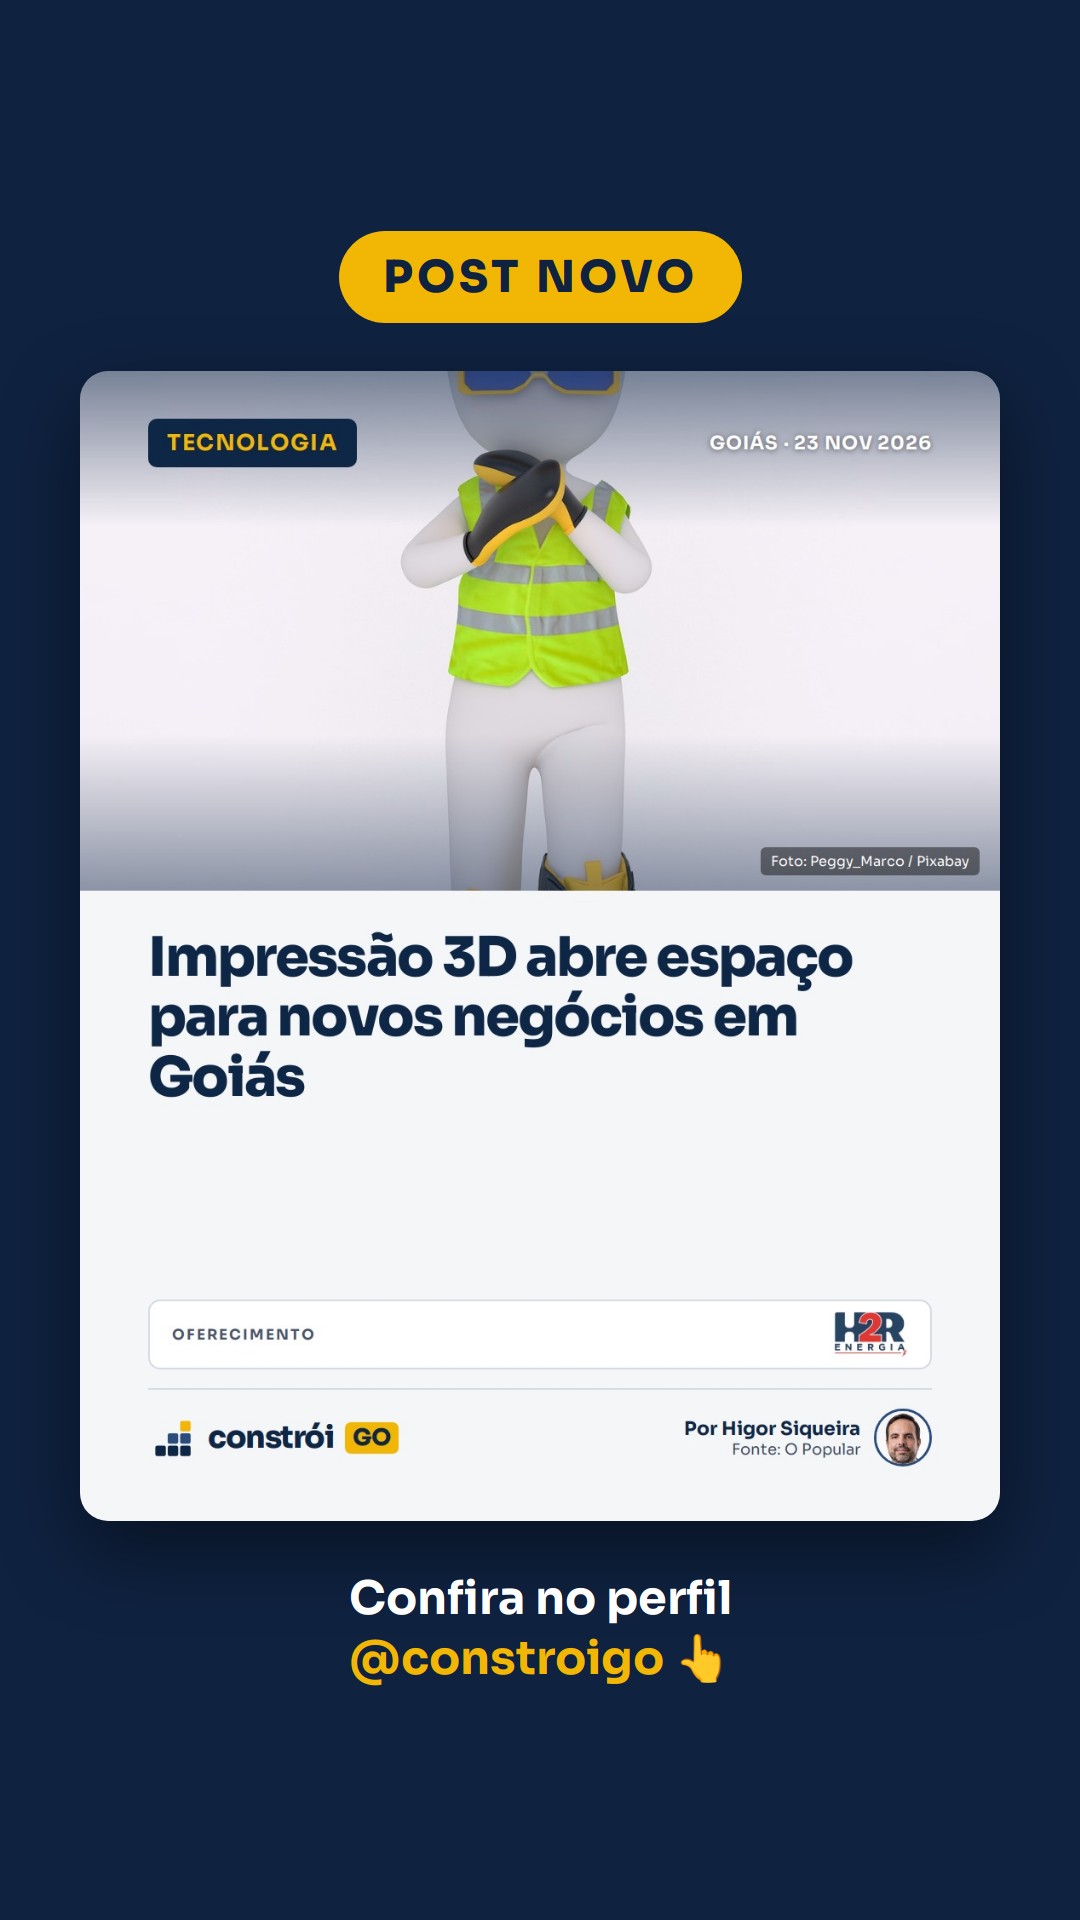 POST NOVO
TECNOLOGIA
GOIÁS · 23 NOV 2026
Foto: Peggy_Marco / Pixabay
Impressão 3D abre espaço
para novos negócios em
Goiás
OFERECIMENTO
H2R
ENERGIA
constrói GO
Por Higor Siqueira
Fonte: O Popular
Confira no perfil
@constroigo 👆